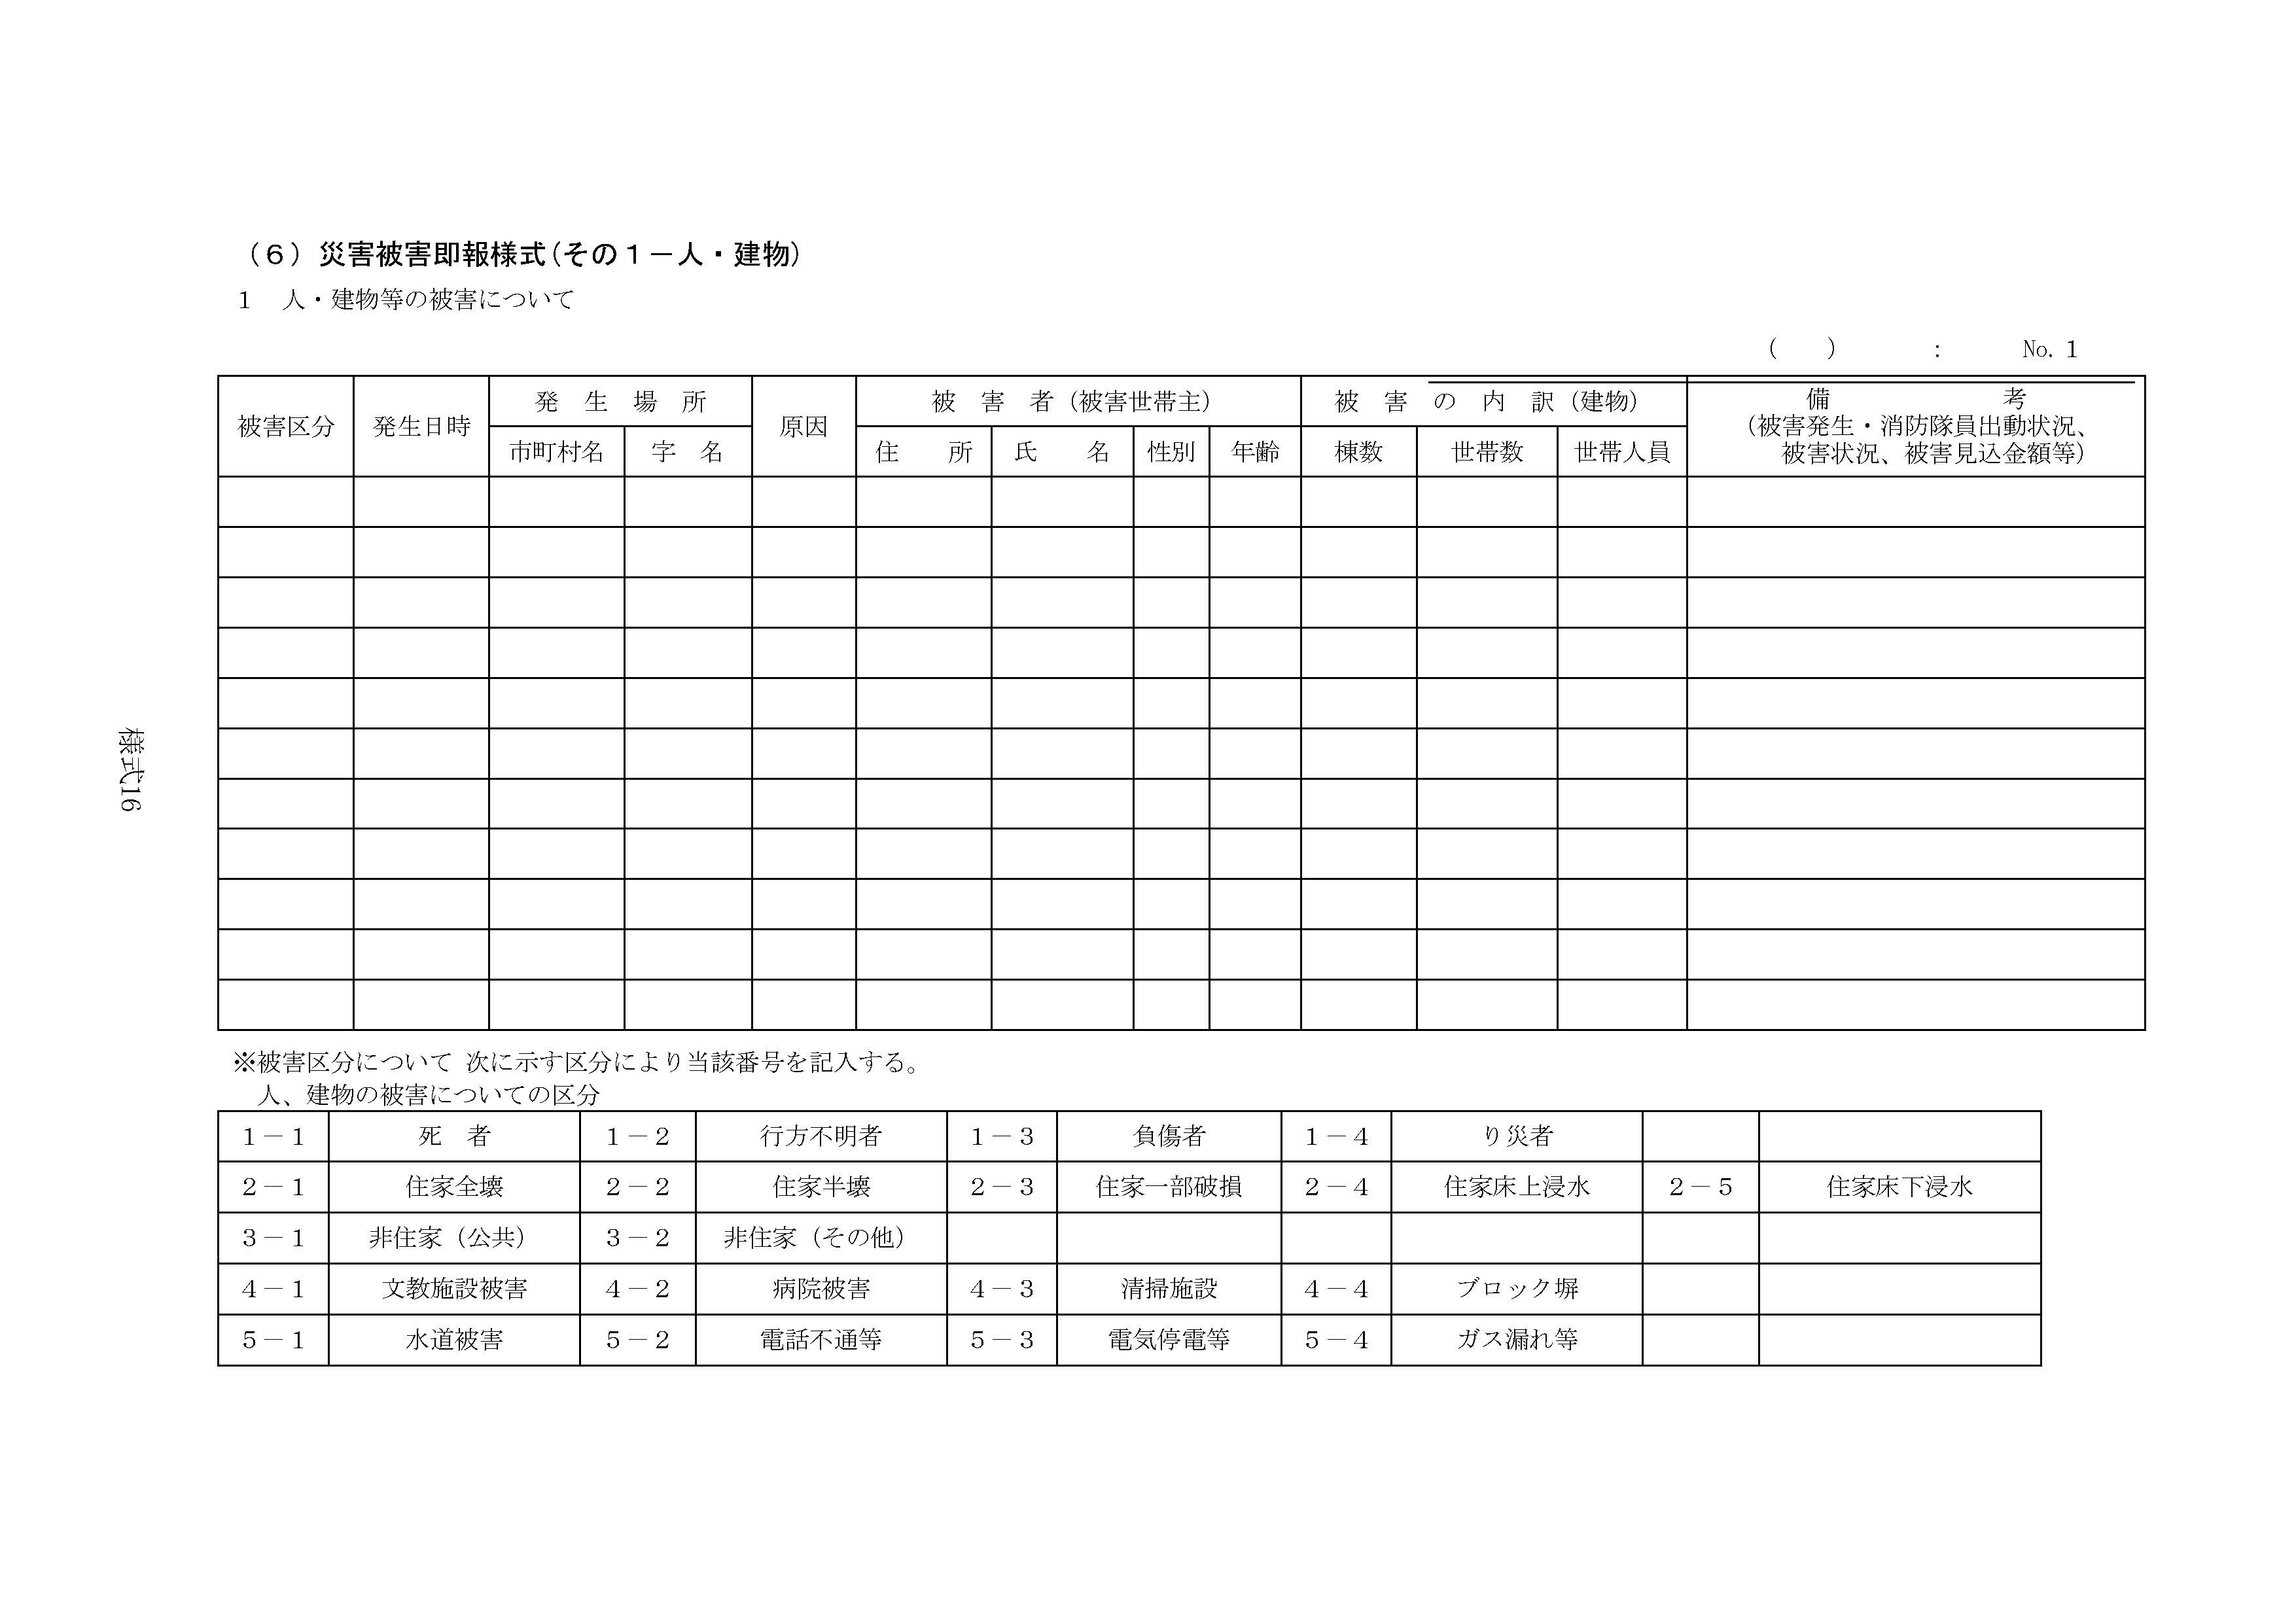 （６）災害被害即報様式(その１－人・建物)
１　人・建物等の被害について
（　　）　　　　：　　　No.１
被害区分　発生日時　発　生　場　所　原因　被　害　者（被害世帯主）　被　害　の　内　訳（建物）　備　　　　　　　考
（被害発生・消防隊員出動状況、
被害状況、被害見込金額等）
市町村名　字　名　住　　所　氏　　名　性別　年齢　棟数　世帯数　世帯人員
※被害区分について 次に示す区分により当該番号を記入する。
人、建物の被害についての区分
１－１　死　者　１－２　行方不明者　１－３　負傷者　１－４　り災者
２－１　住家全壊　２－２　住家半壊　２－３　住家一部破損　２－４　住家床上浸水　２－５　住家床下浸水
３－１　非住家（公共）　３－２　非住家（その他）
４－１　文教施設被害　４－２　病院被害　４－３　清掃施設　４－４　ブロック塀
５－１　水道被害　５－２　電話不通等　５－３　電気停電等　５－４　ガス漏れ等
様式16